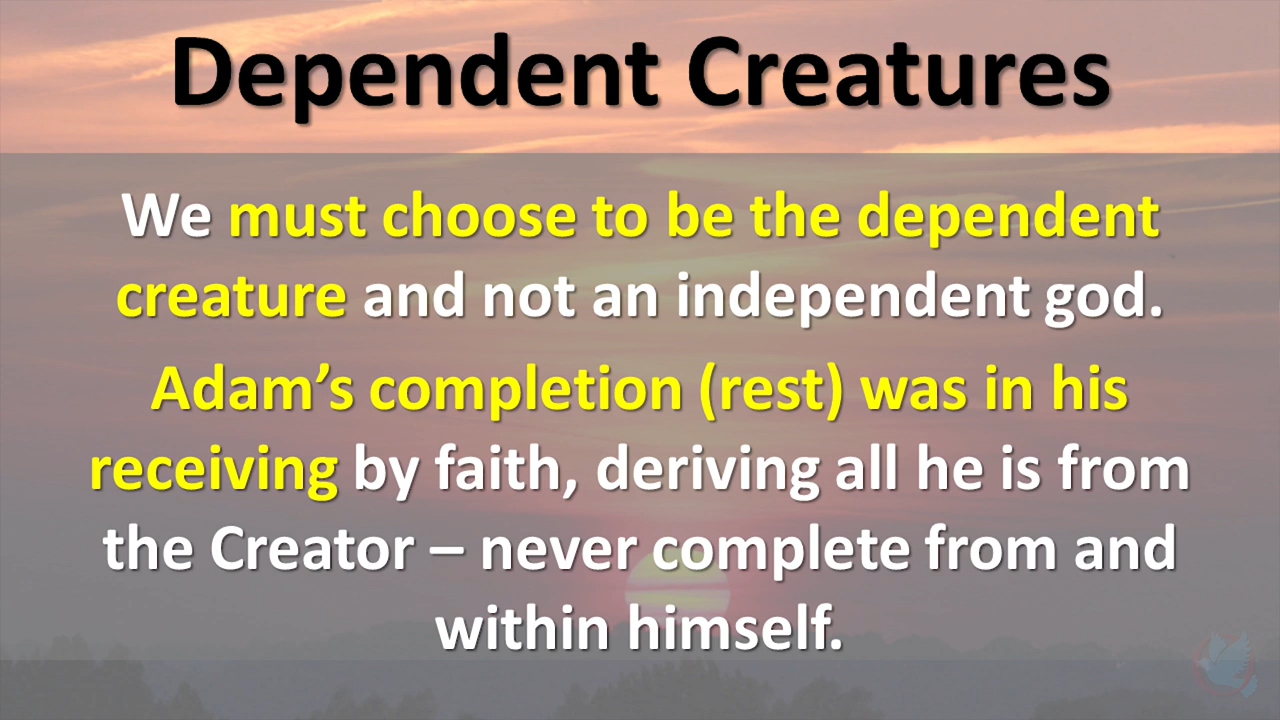 Dependent Creatures
We must choose to be the dependent
creature and not an independent god.
Adam’s completion (rest) was in his
receiving by faith, deriving all he is from
the Creator – never complete from and
within himself.